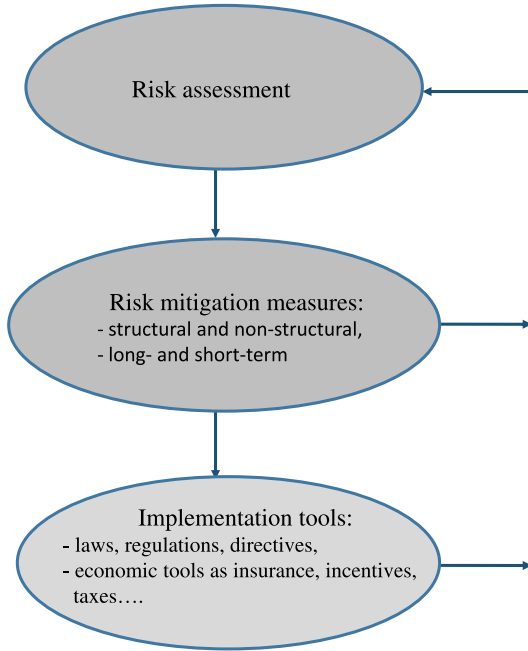 Risk assessment
Risk mitigation measures:
- structural and non-structural,
- long- and short-term
Implementation tools:
- laws, regulations, directives,
- economic tools as insurance, incentives,
taxes….